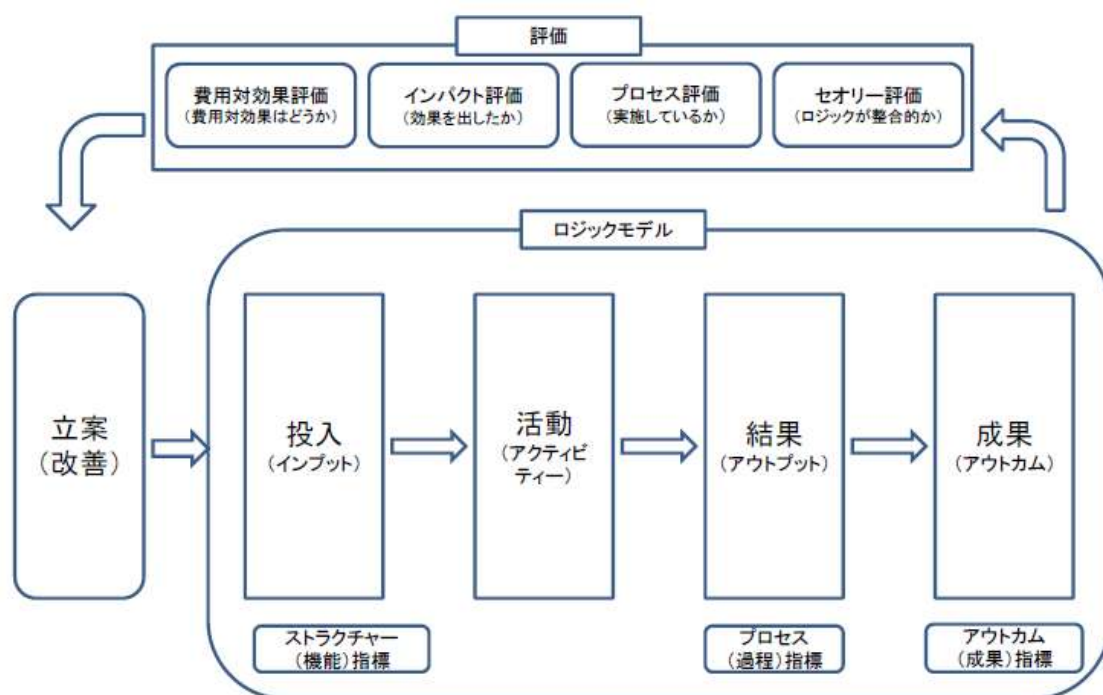 評価
費用対効果評価
(費用対効果はどうか)
インパクト評価
(効果を出したか)
プロセス評価
(実施しているか)
セオリー評価
(ロジックが整合的か)
ロジックモデル
立案
(改善)
投入
(インプット)
活動
(アクティビ
ティー)
結果
(アウトプット)
成果
(アウトカム)
ストラクチャー
(機能)指標
プロセス
(過程)指標
アウトカム
(成果)指標